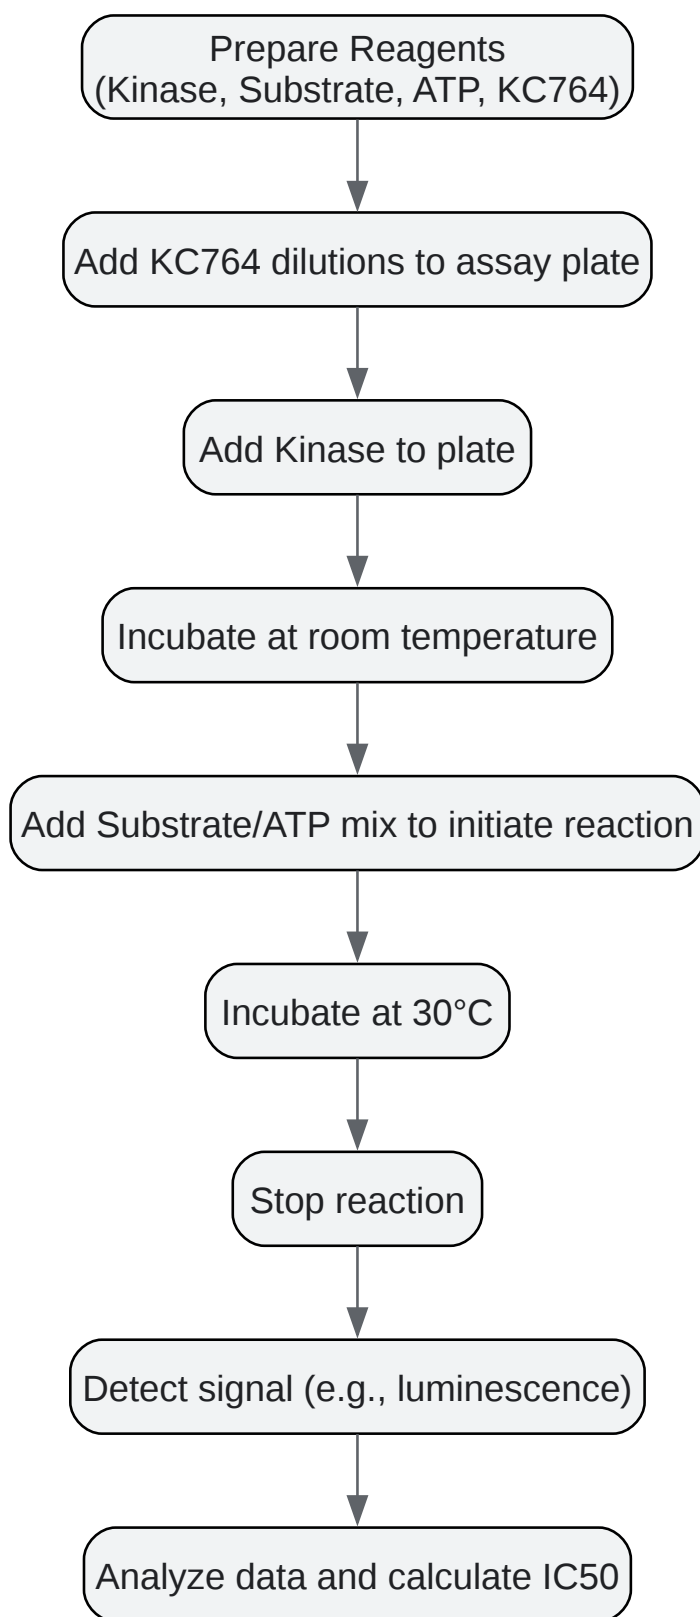 Prepare Reagents
(Kinase, Substrate, ATP, KC764)
Add KC764 dilutions to assay plate
Add Kinase to plate
Incubate at room temperature
Add Substrate/ATP mix to initiate reaction
Incubate at 30°C
Stop reaction
Detect signal (e.g., luminescence)
Analyze data and calculate IC50